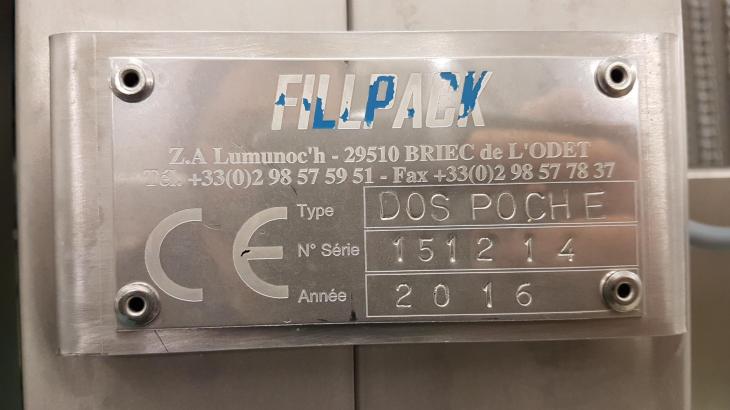 FILLPACK
Z.A Lumunoc'h - 29510 BRIEC de L'ODET
Tél. +33(0)2 98 57 59 51 - Fax +33(0)2 98 57 78 37
Type DOS POCHE
N° Série 151214
Année 2016
CE